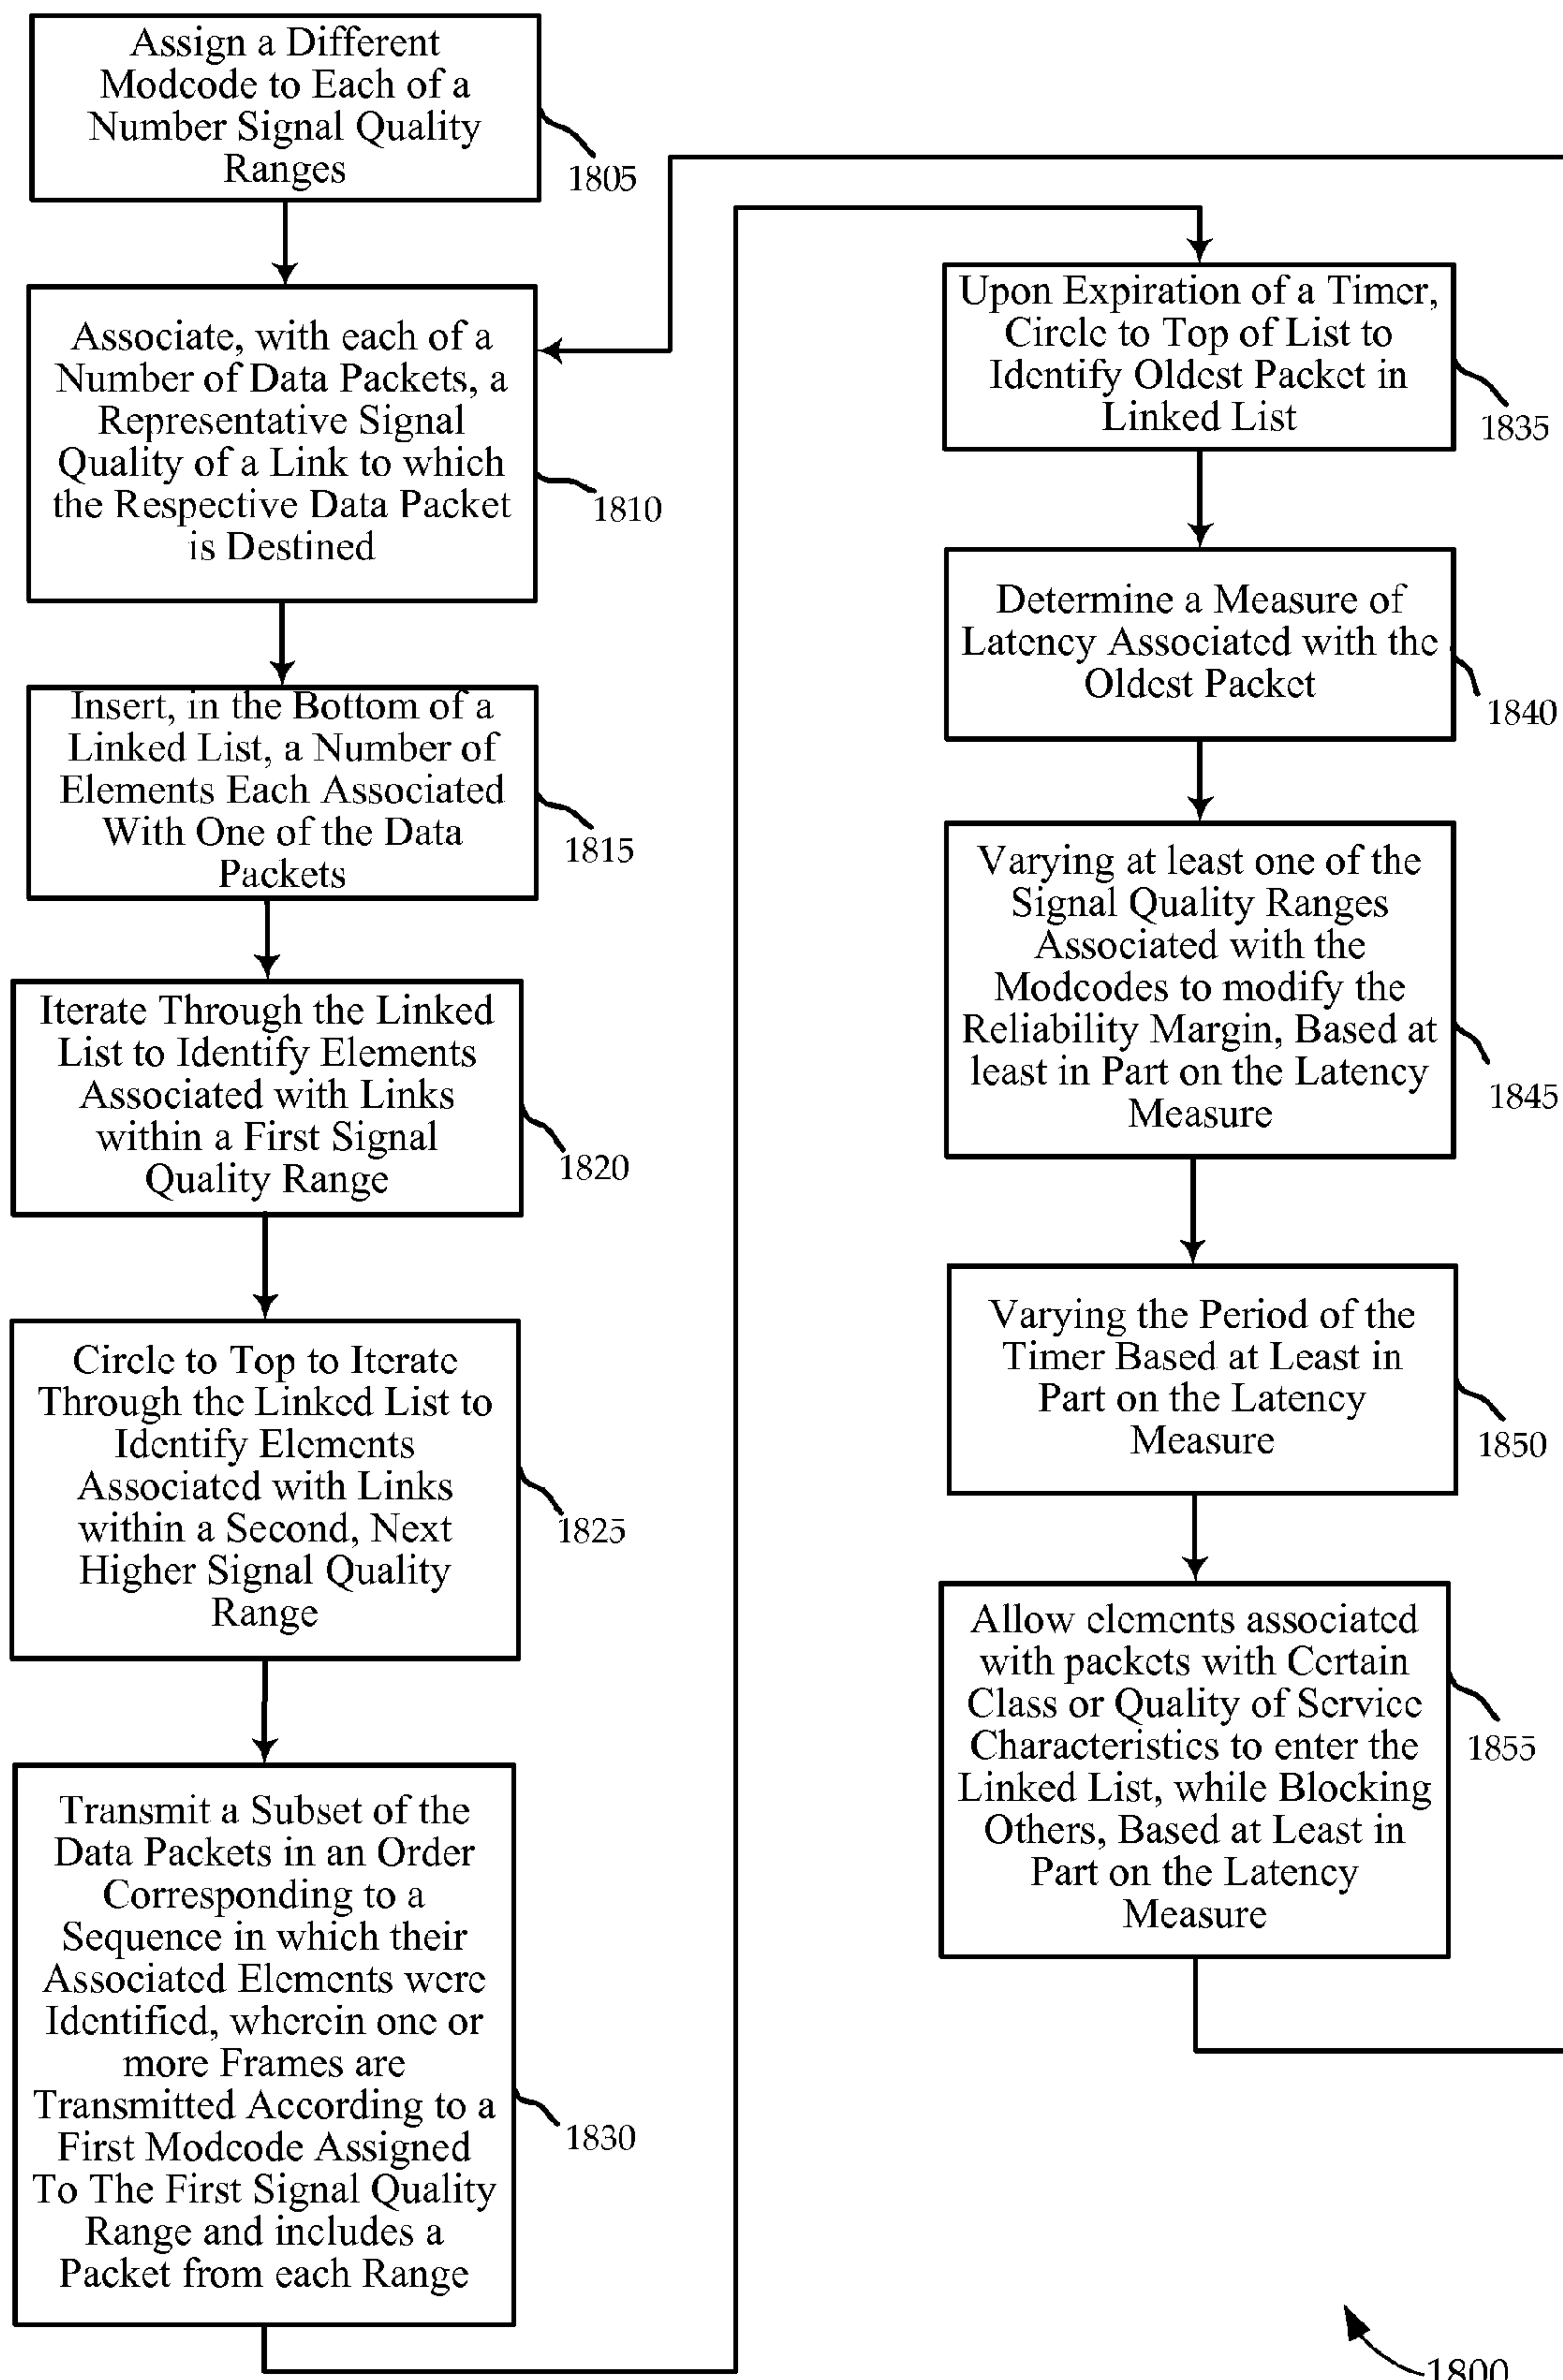 Assign a Different
Modcode to Each of a
Number Signal Quality
Ranges
1805
Associate, with each of a
Number of Data Packets, a
Representative Signal
Quality of a Link to which
the Respective Data Packet
is Destined
1810
Insert, in the Bottom of a
Linked List, a Number of
Elements Each Associated
With One of the Data
Packets
1815
Iterate Through the Linked
List to Identify Elements
Associated with Links
within a First Signal
Quality Range
1820
Circle to Top to Iterate
Through the Linked List to
Identify Elements
Associated with Links
within a Second, Next
Higher Signal Quality
Range
1825
Transmit a Subset of the
Data Packets in an Order
Corresponding to a
Sequence in which their
Associated Elements were
Identified, wherein one or
more Frames are
Transmitted According to a
First Modcode Assigned
To The First Signal Quality
Range and includes a
Packet from each Range
1830
Upon Expiration of a Timer,
Circle to Top of List to
Identify Oldest Packet in
Linked List
1835
Determine a Measure of
Latency Associated with the
Oldest Packet
1840
Varying at least one of the
Signal Quality Ranges
Associated with the
Modcodes to modify the
Reliability Margin, Based at
least in Part on the Latency
Measure
1845
Varying the Period of the
Timer Based at Least in
Part on the Latency
Measure
1850
Allow elements associated
with packets with Certain
Class or Quality of Service
Characteristics to enter the
Linked List, while Blocking
Others, Based at Least in
Part on the Latency
Measure
1855
1800